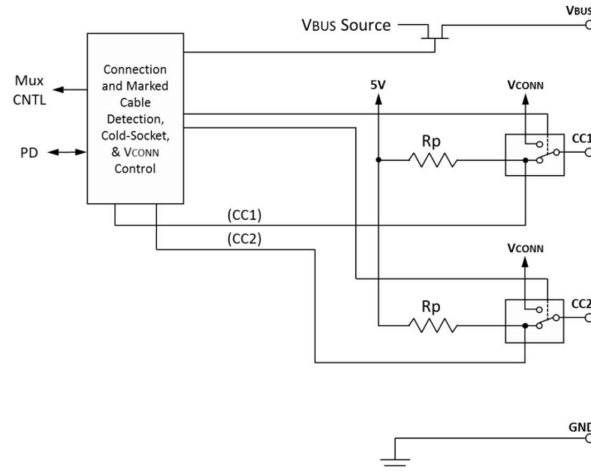 VBUS Source
VBUS
Connection
and Marked
Cable
Detection,
Cold-Socket,
& VCONN
Control
Mux
CNTL
PD
5V
VCONN
Rp
CC1
(CC1)
(CC2)
VCONN
Rp
CC2
GND